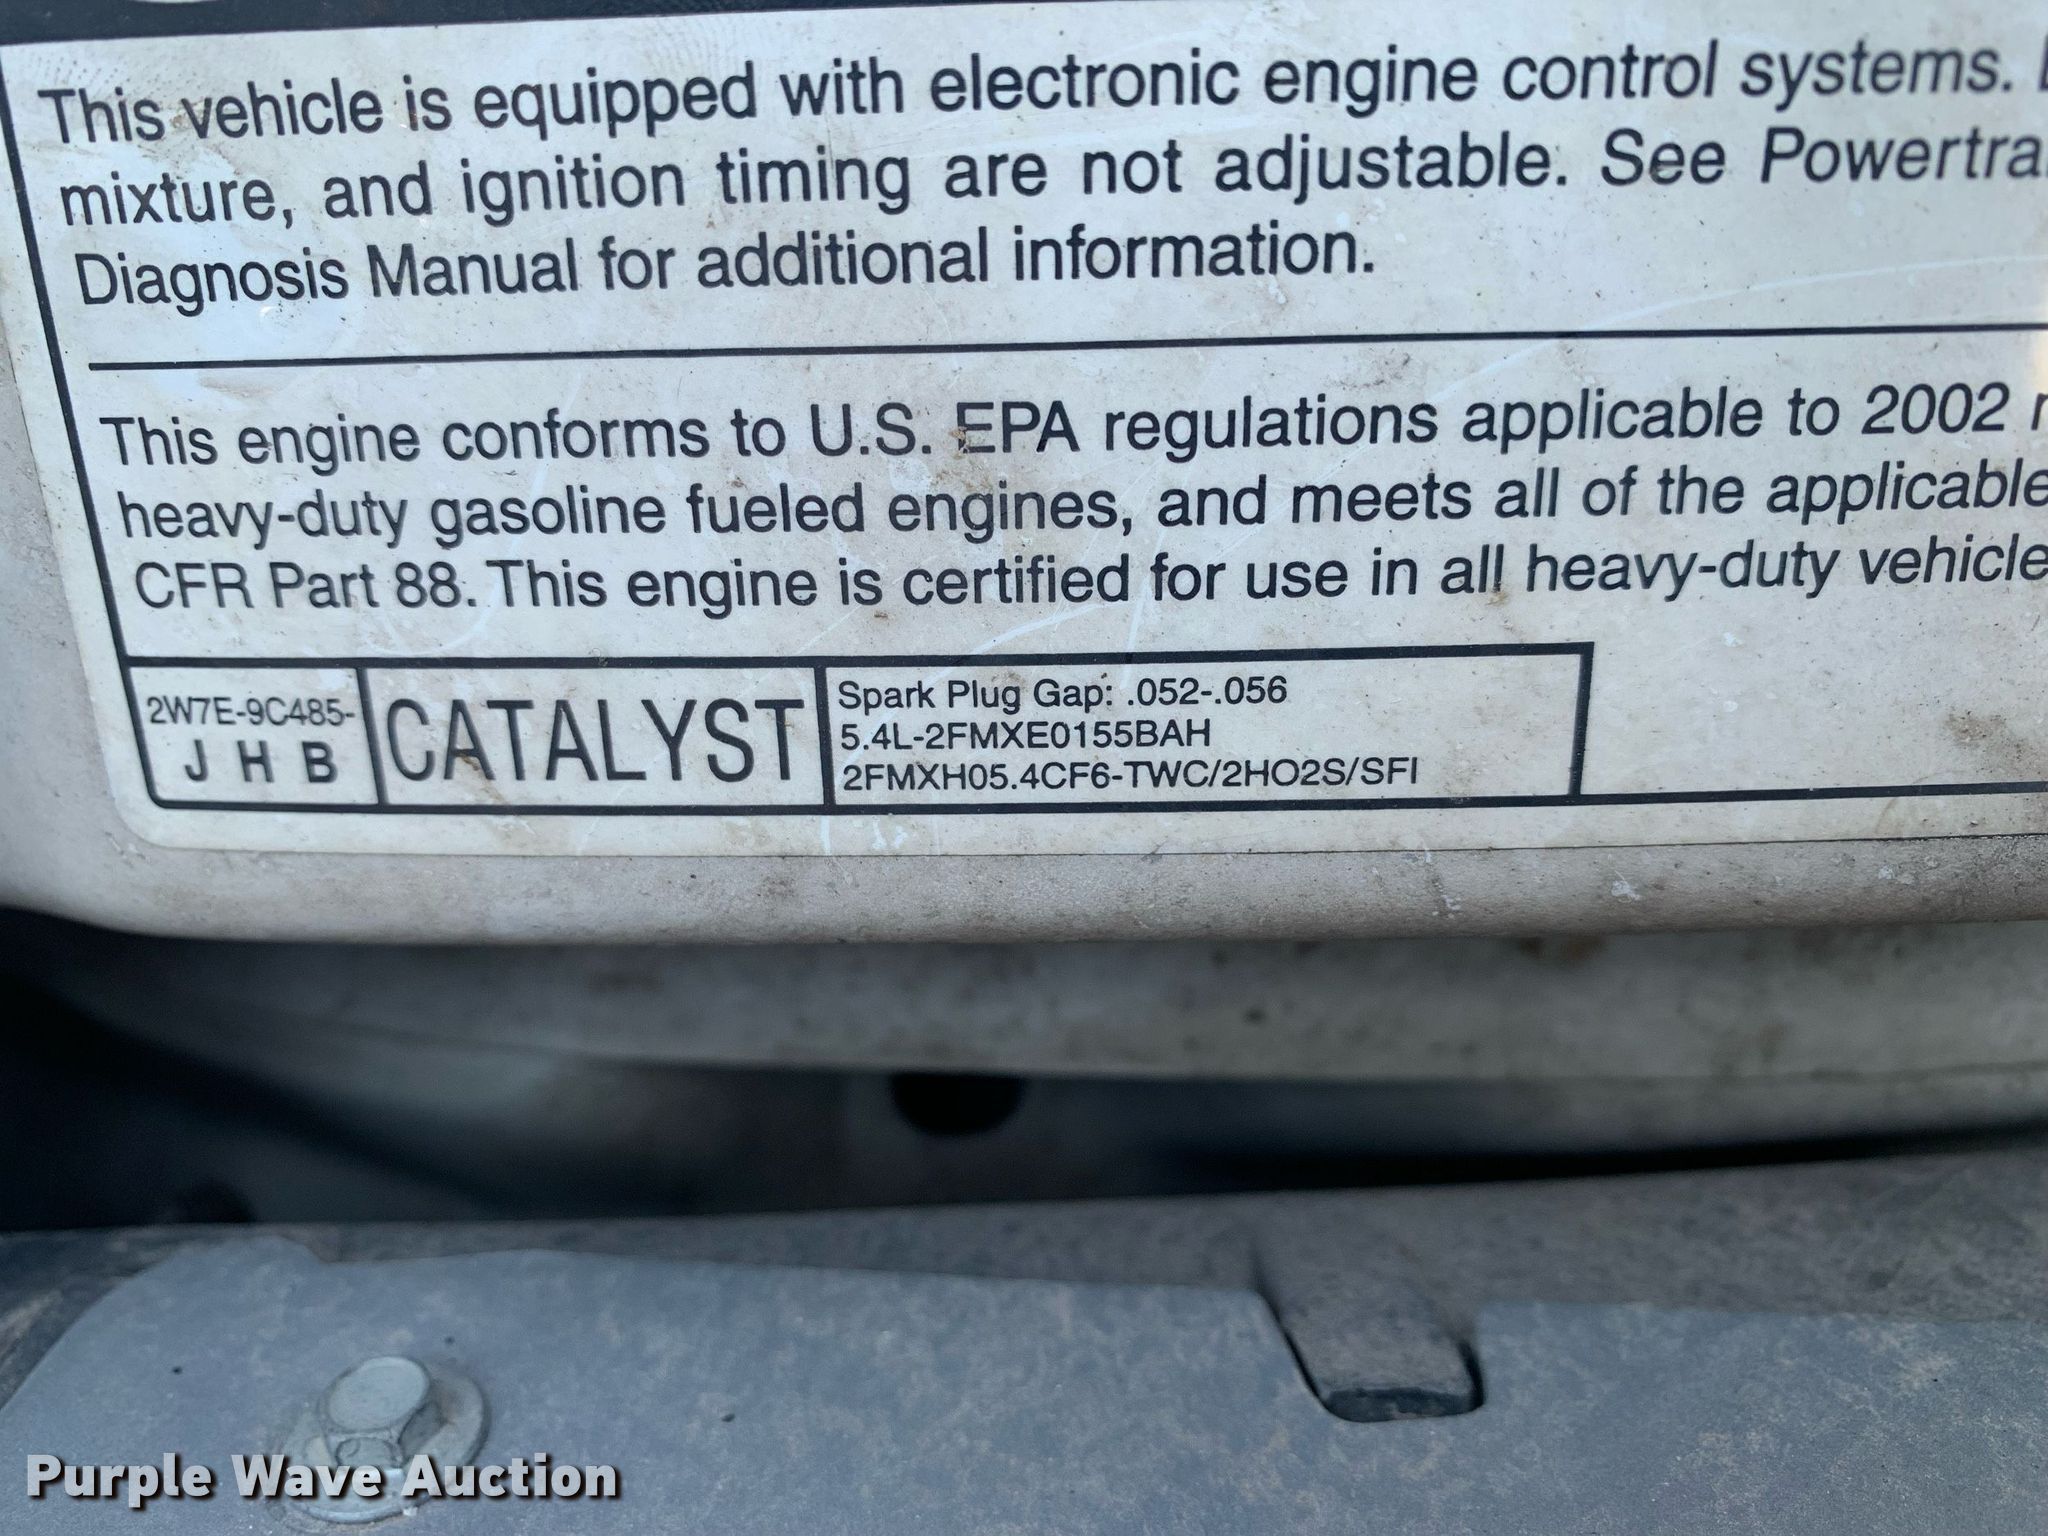 This vehicle is equipped with electronic engine control systems.
mixture, and ignition timing are not adjustable. See Powertra
Diagnosis Manual for additional information.
This engine conforms to U.S. EPA regulations applicable to 2002
heavy-duty gasoline fueled engines, and meets all of the applicable
CFR Part 88. This engine is certified for use in all heavy-duty vehicle
2W7E-9C485-
J H B
CATALYST
Spark Plug Gap: .052-.056
5.4L-2FMXE0155BAH
2FMXH05.4CF6-TWC/2HO2S/SFI
Purple Wave Auction